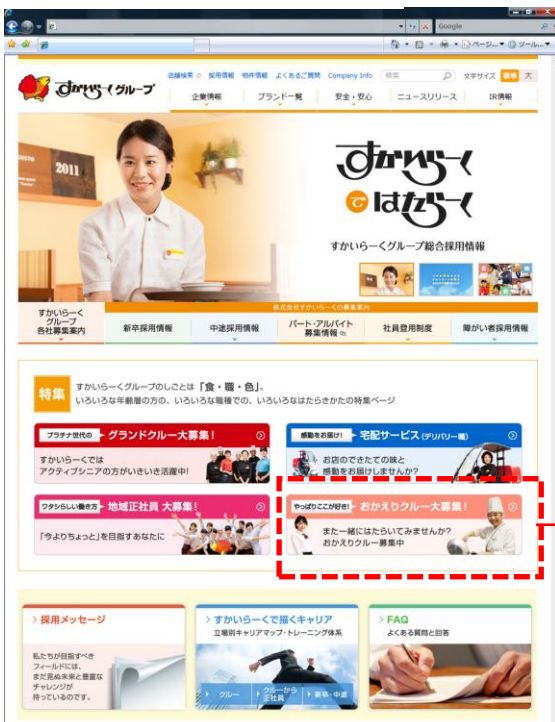 Google
ページ
ツール
すかいらーくグループ
店舗検索 採用情報 物件情報 よくあるご質問 Company Info 検索 文字サイズ 標準 大
企業情報 ブランド一覧 安全・安心 ニュースリリース IR情報
2011
すかいらーく
で
はたらく
すかいらーくグループ総合採用情報
株式会社すかいらーくの募集案内
すかいらーく
グループ
各社募集案内
新卒採用情報
中途採用情報
パート・アルバイト
募集情報
社員登用制度
障がい者採用情報
特集
すかいらーくグループのしごとは「食・職・色」。
いろいろな年齢層の方の、いろいろな職種での、いろいろなはたらきかたの特集ページ
プラチナ世代の グランドクルー大募集!
すかいらーくでは
アクティブシニアの方がいきいき活躍中!
感動をお届け! 宅配サービス(デリバリー職)
お店のできたての味と
感動をお届けしませんか?
ワタシらしい働き方 地域正社員 大募集!
「今よりちょっと」を目指すあなたに
やっぱりここが好き! おかえりクルー大募集!
また一緒にはたらいてみませんか?
おかえりクルー募集中
採用メッセージ
私たちが目指すべき
フィールドには、
まだ見ぬ未来と豊富な
チャレンジが
待っているのです。
すかいらーくで描くキャリア
立場別キャリアマップ・トレーニング体系
クルー
クルーから
正社員
新卒・中途
FAQ
よくある質問と回答